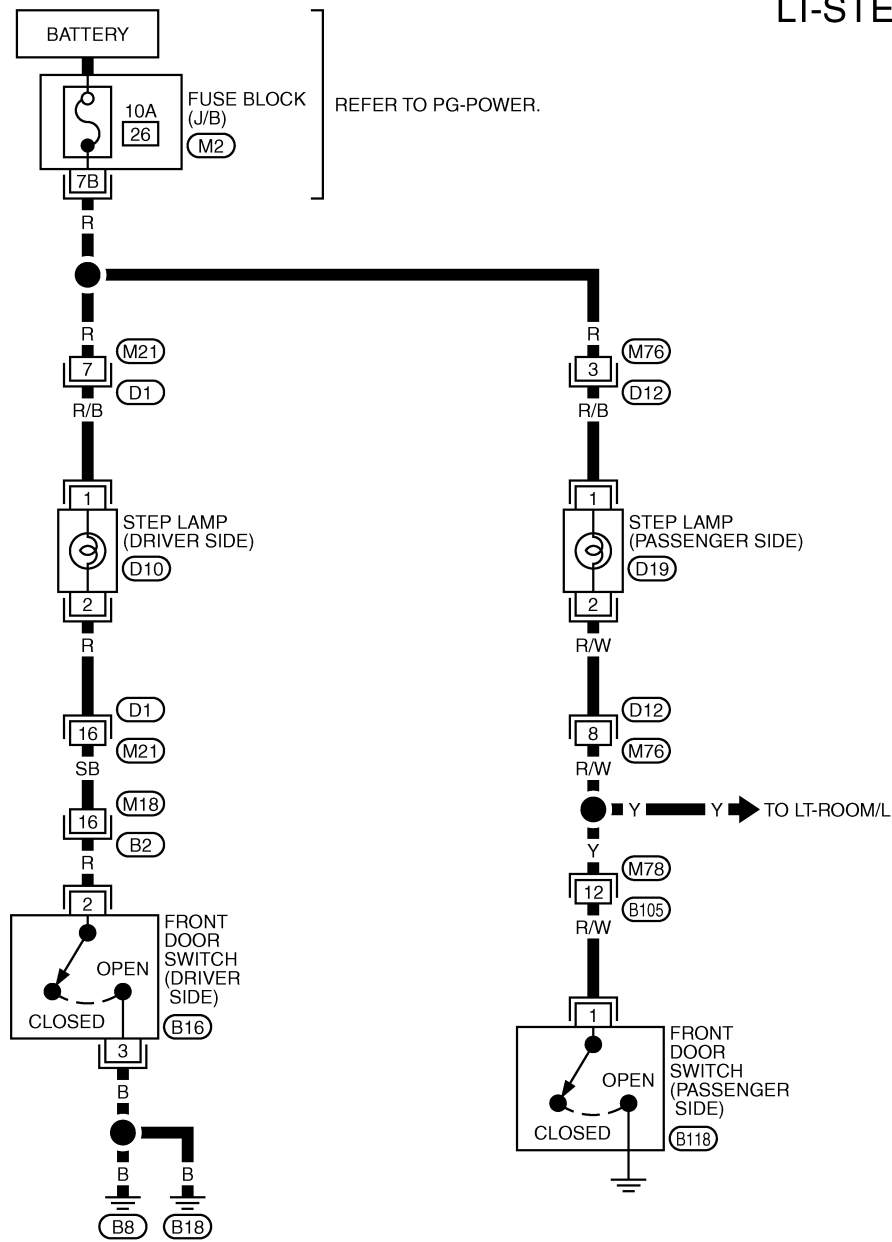 LT-STE
BATTERY
FUSE BLOCK
(J/B)
M2
10A
26
7B
REFER TO PG-POWER.
R
R
R
M21
7
D1
R/B
M76
3
D12
R/B
1
STEP LAMP
(DRIVER SIDE)
D10
2
R
1
STEP LAMP
(PASSENGER SIDE)
D19
2
R/W
D1
16
M21
SB
D12
8
M76
R/W
M18
16
B2
R
Y
Y
TO LT-ROOM/L
Y
M78
12
B105
R/W
2
FRONT
DOOR
SWITCH
(DRIVER
SIDE)
B16
OPEN
CLOSED
3
B
B
B
B8
B18
1
FRONT
DOOR
SWITCH
(PASSENGER
SIDE)
B118
OPEN
CLOSED